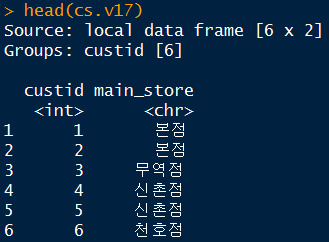 > head(cs.v17)
Source: local data frame [6 x 2]
Groups: custid [6]
custid main_store
<int> <chr>
1 1 본점
2 2 본점
3 3 무역점
4 4 신촌점
5 5 신촌점
6 6 천호점